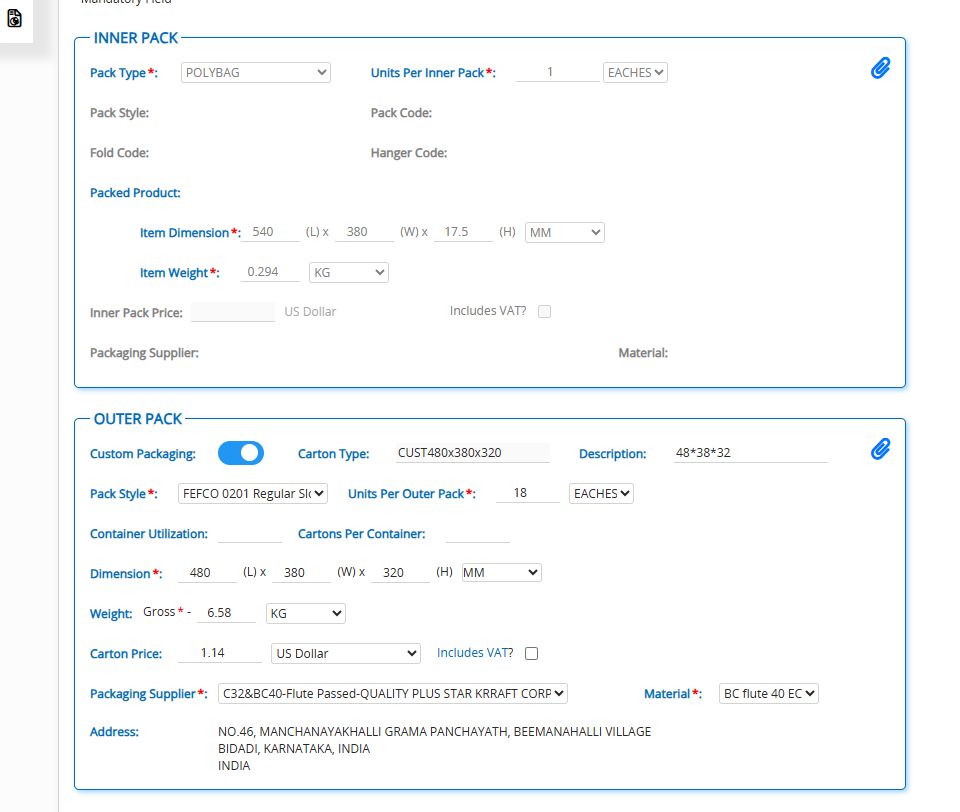 Mandatory Field
INNER PACK
Pack Type*: POLYBAG Units Per Inner Pack*: 1 EACHES
Pack Style: Pack Code:
Fold Code: Hanger Code:
Packed Product:
Item Dimension*: 540 (L) x 380 (W) x 17.5 (H) MM
Item Weight*: 0.294 KG
Inner Pack Price: US Dollar Includes VAT?
Packaging Supplier: Material:
OUTER PACK
Custom Packaging: Carton Type: CUST480x380x320 Description: 48*38*32
Pack Style*: FEFCO 0201 Regular Slo Units Per Outer Pack*: 18 EACHES
Container Utilization: Cartons Per Container:
Dimension*: 480 (L) x 380 (W) x 320 (H) MM
Weight: Gross* - 6.58 KG
Carton Price: 1.14 US Dollar Includes VAT?
Packaging Supplier*: C32&BC40-Flute Passed-QUALITY PLUS STAR KRRAFT CORP Material*: BC flute 40 EC
Address: NO.46, MANCHANAYAKHALLI GRAMA PANCHAYATH, BEEMANAHALLI VILLAGE
BIDADI, KARNATAKA, INDIA
INDIA